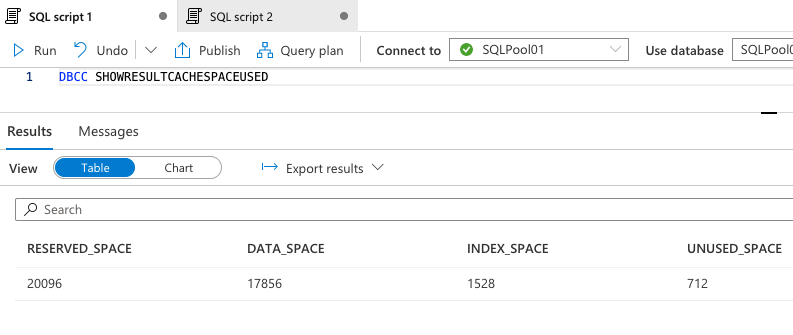 SQL script 1
SQL script 2
Run Undo Publish Query plan Connect to SQLPool01 Use database SQLPool0
1 DBCC SHOWRESULTCACHESPACEUSED
Results Messages
View Table Chart Export results
Search
RESERVED_SPACE DATA_SPACE INDEX_SPACE UNUSED_SPACE
20096 17856 1528 712